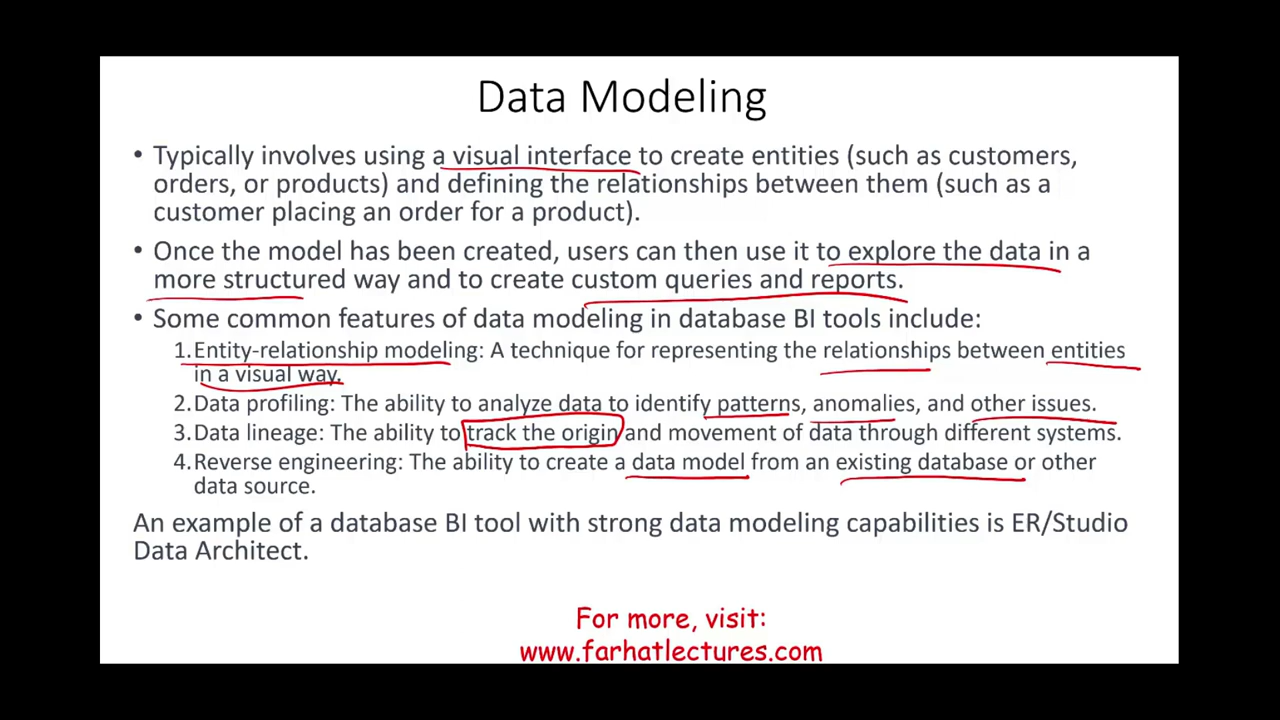 Data Modeling
• Typically involves using a visual interface to create entities (such as customers,
orders, or products) and defining the relationships between them (such as a
customer placing an order for a product).
• Once the model has been created, users can then use it to explore the data in a
more structured way and to create custom queries and reports.
• Some common features of data modeling in database BI tools include:
1. Entity-relationship modeling: A technique for representing the relationships between entities
in a visual way.
2. Data profiling: The ability to analyze data to identify patterns, anomalies, and other issues.
3. Data lineage: The ability to track the origin and movement of data through different systems.
4. Reverse engineering: The ability to create a data model from an existing database or other
data source.
An example of a database BI tool with strong data modeling capabilities is ER/Studio
Data Architect.
For more, visit:
www.farhatlectures.com